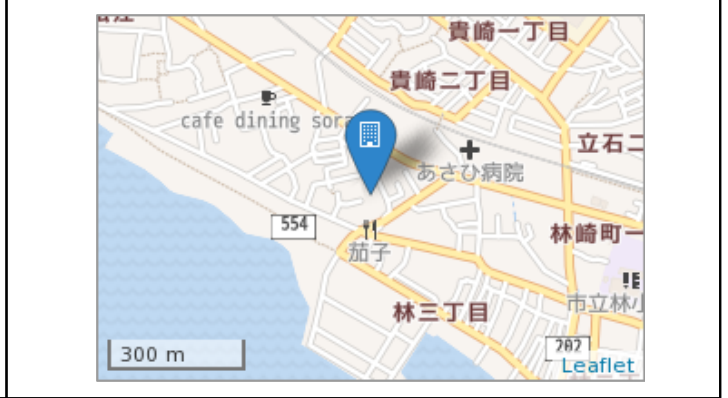 貴崎一丁目
貴崎二丁目
cafe dining sora
立石二
あさひ病院
554
林崎町一
茄子
市立林小
林三丁目
300 m
202
Leaflet